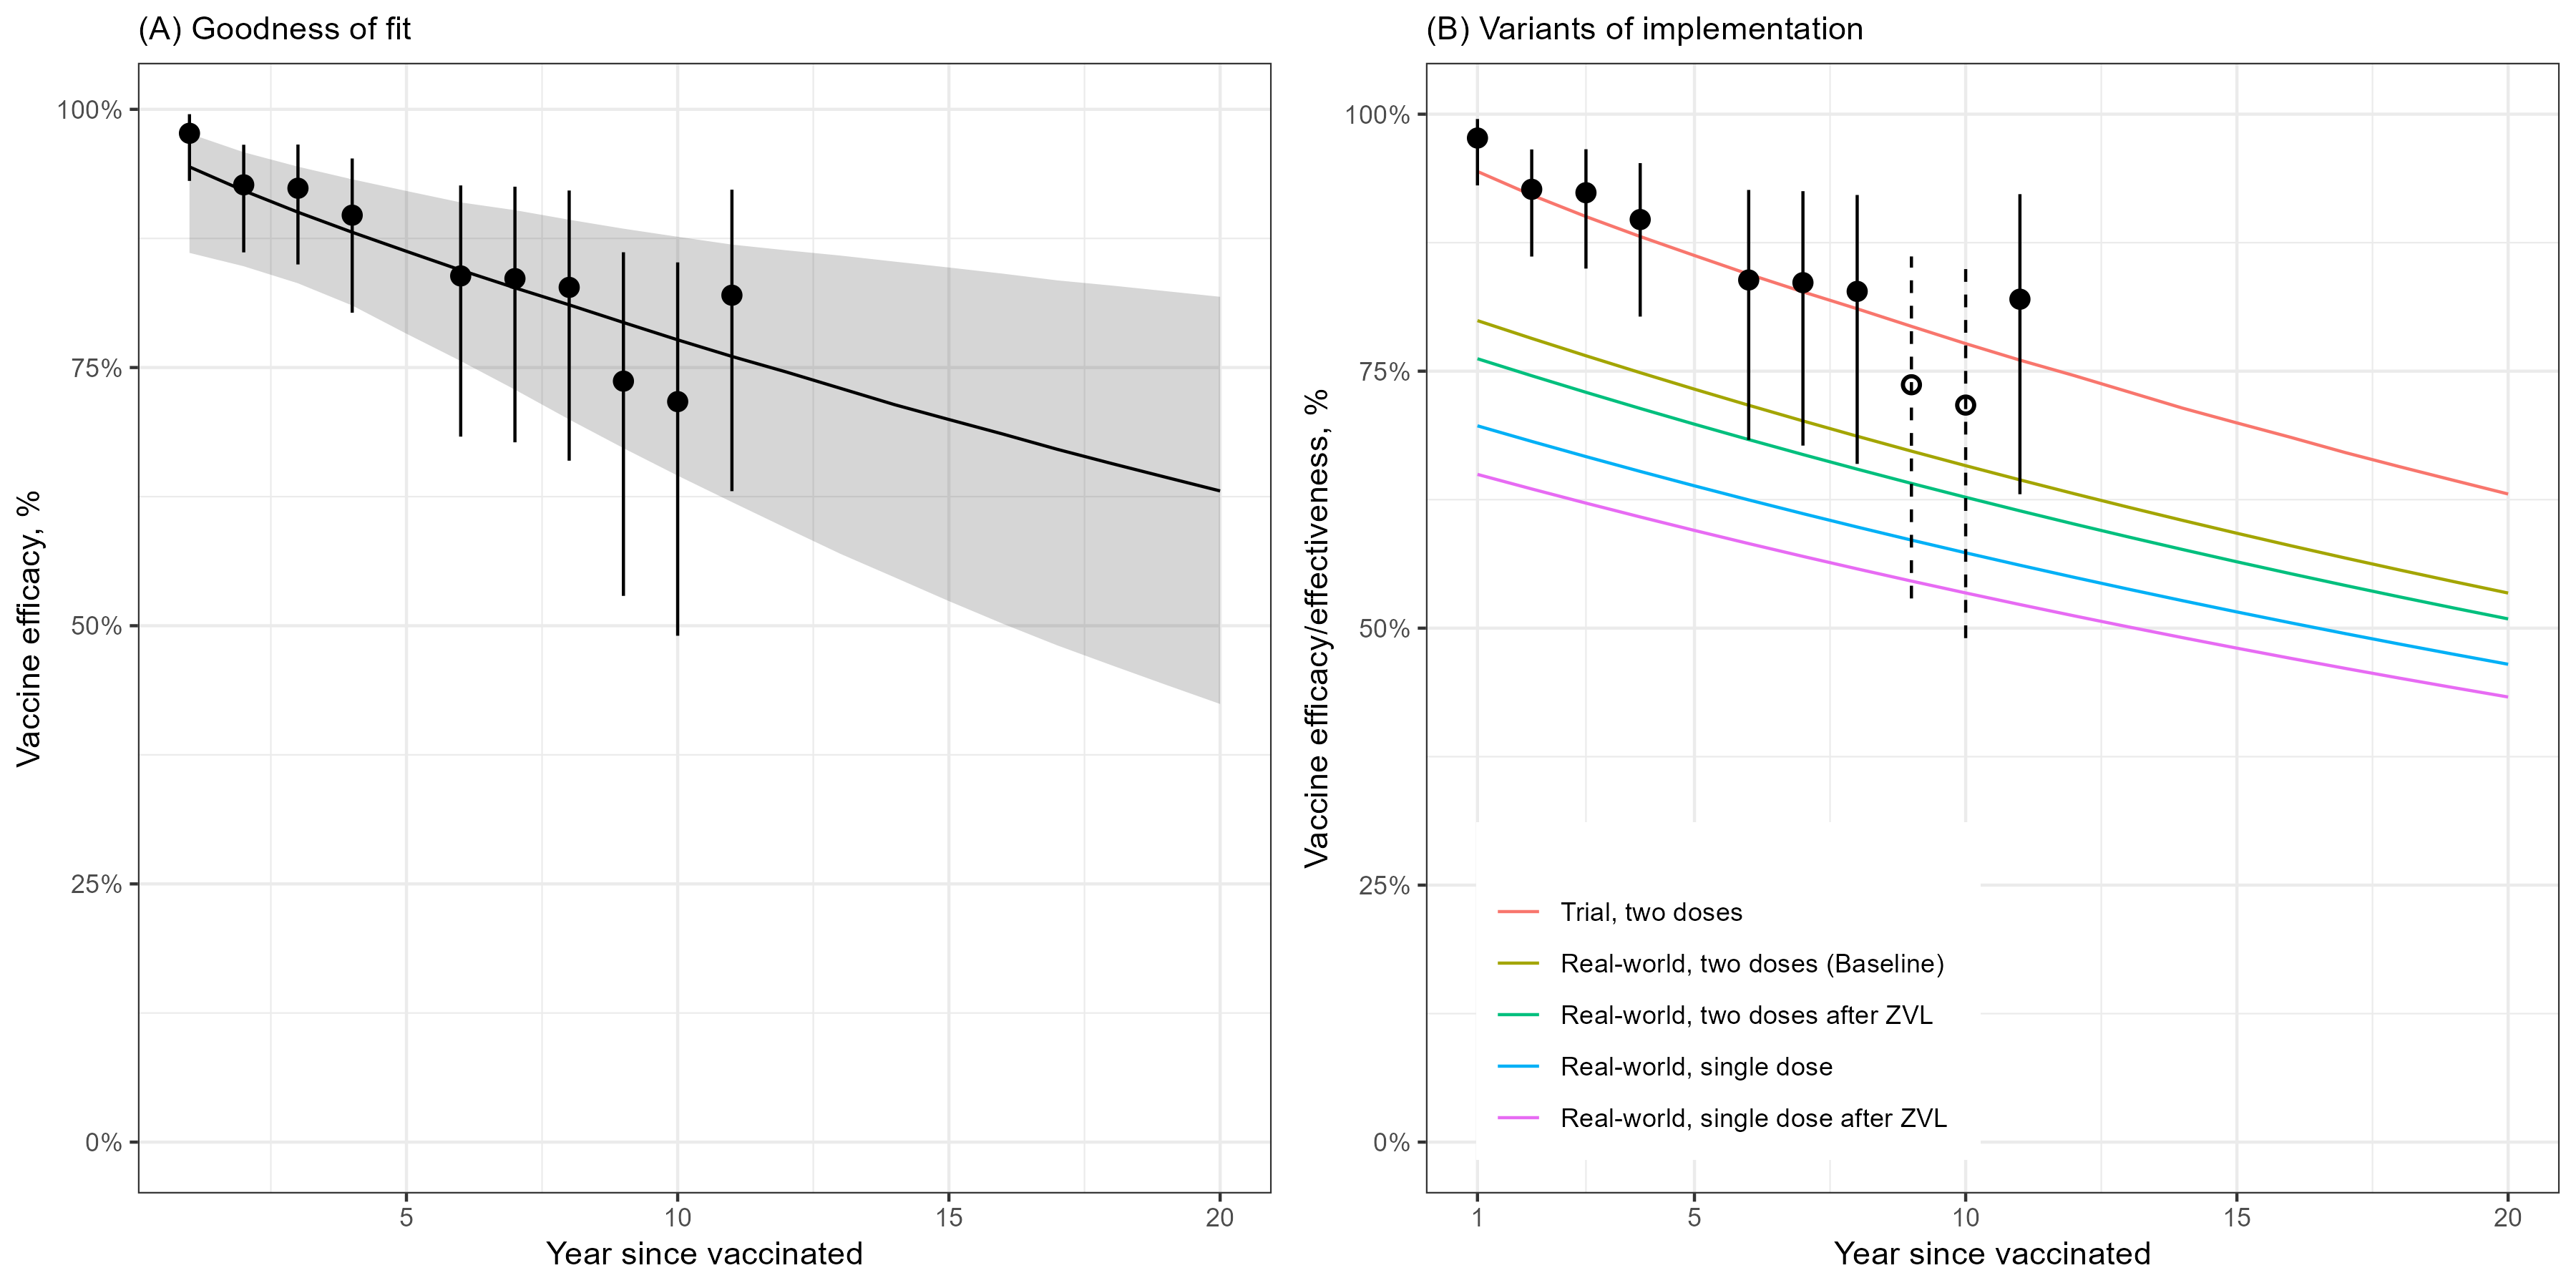 (A) Goodness of fit
Vaccine efficacy, %
100%
75%
50%
25%
0%
5
10
15
20
Year since vaccinated
(B) Variants of implementation
Vaccine efficacy/effectiveness, %
100%
75%
50%
25%
0%
Trial, two doses
Real-world, two doses (Baseline)
Real-world, two doses after ZVL
Real-world, single dose
Real-world, single dose after ZVL
1
5
10
15
20
Year since vaccinated